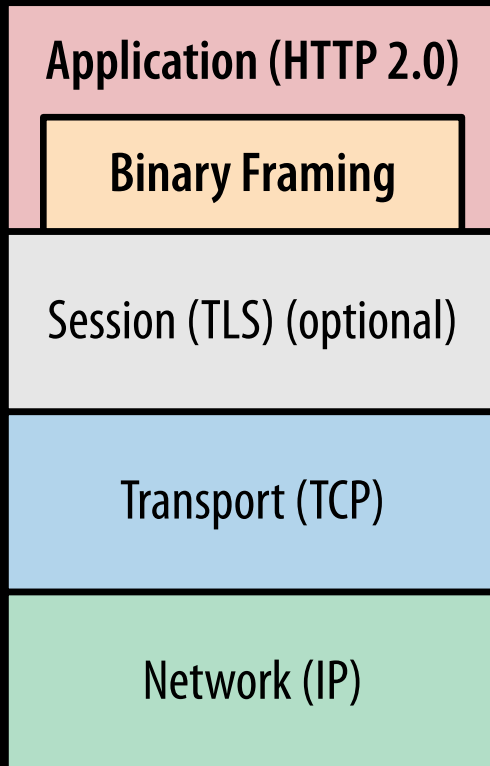 Application (HTTP 2.0)
Binary Framing
Session (TLS) (optional)
Transport (TCP)
Network (IP)